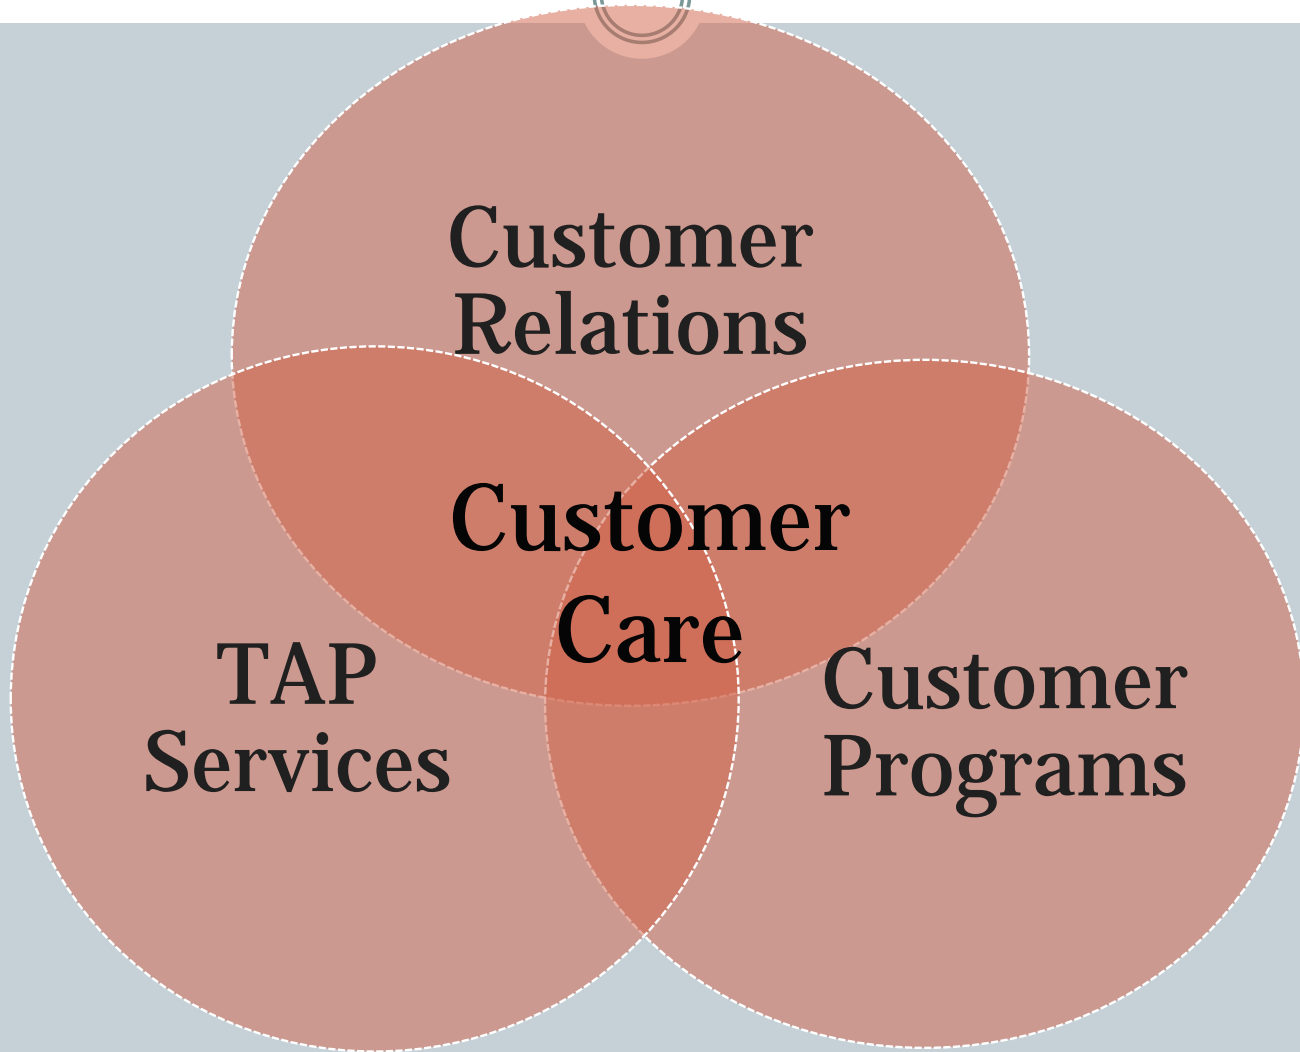 Customer
Relations
Customer
Care
TAP
Services
Customer
Programs